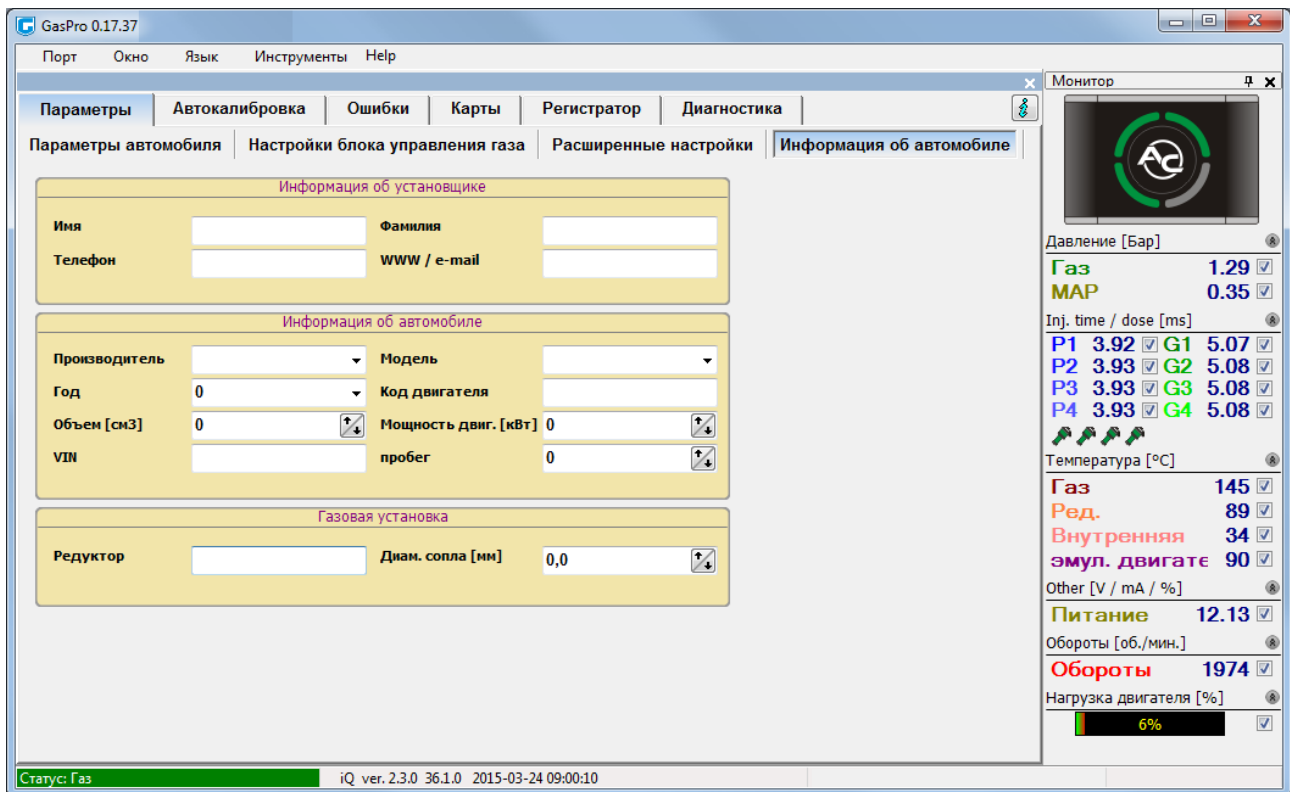 GasPro 0.17.37
Порт Окно Язык Инструменты Help
Параметры Автокалибровка Ошибки Карты Регистратор Диагностика
Параметры автомобиля Настройки блока управления газа Расширенные настройки Информация об автомобиле
Информация об установщике
Имя Фамилия
Телефон WWW / e-mail
Информация об автомобиле
Производитель Модель
Год 0 Код двигателя
Объем [см3] 0 Мощность двиг. [кВт] 0
VIN пробег 0
Газовая установка
Редуктор Диам. сопла [мм] 0,0
Монитор
AC
Давление [Бар]
Газ 1.29
MAP 0.35
Inj. time / dose [ms]
P1 3.92 G1 5.07
P2 3.93 G2 5.08
P3 3.93 G3 5.08
P4 3.93 G4 5.08
Температура [°C]
Газ 145
Ред. 89
Внутренняя 34
эмул. двигате 90
Other [V / mA / %]
Питание 12.13
Обороты [об./мин.]
Обороты 1974
Нагрузка двигателя [%]
6%
Статус: Газ iQ ver. 2.3.0 36.1.0 2015-03-24 09:00:10